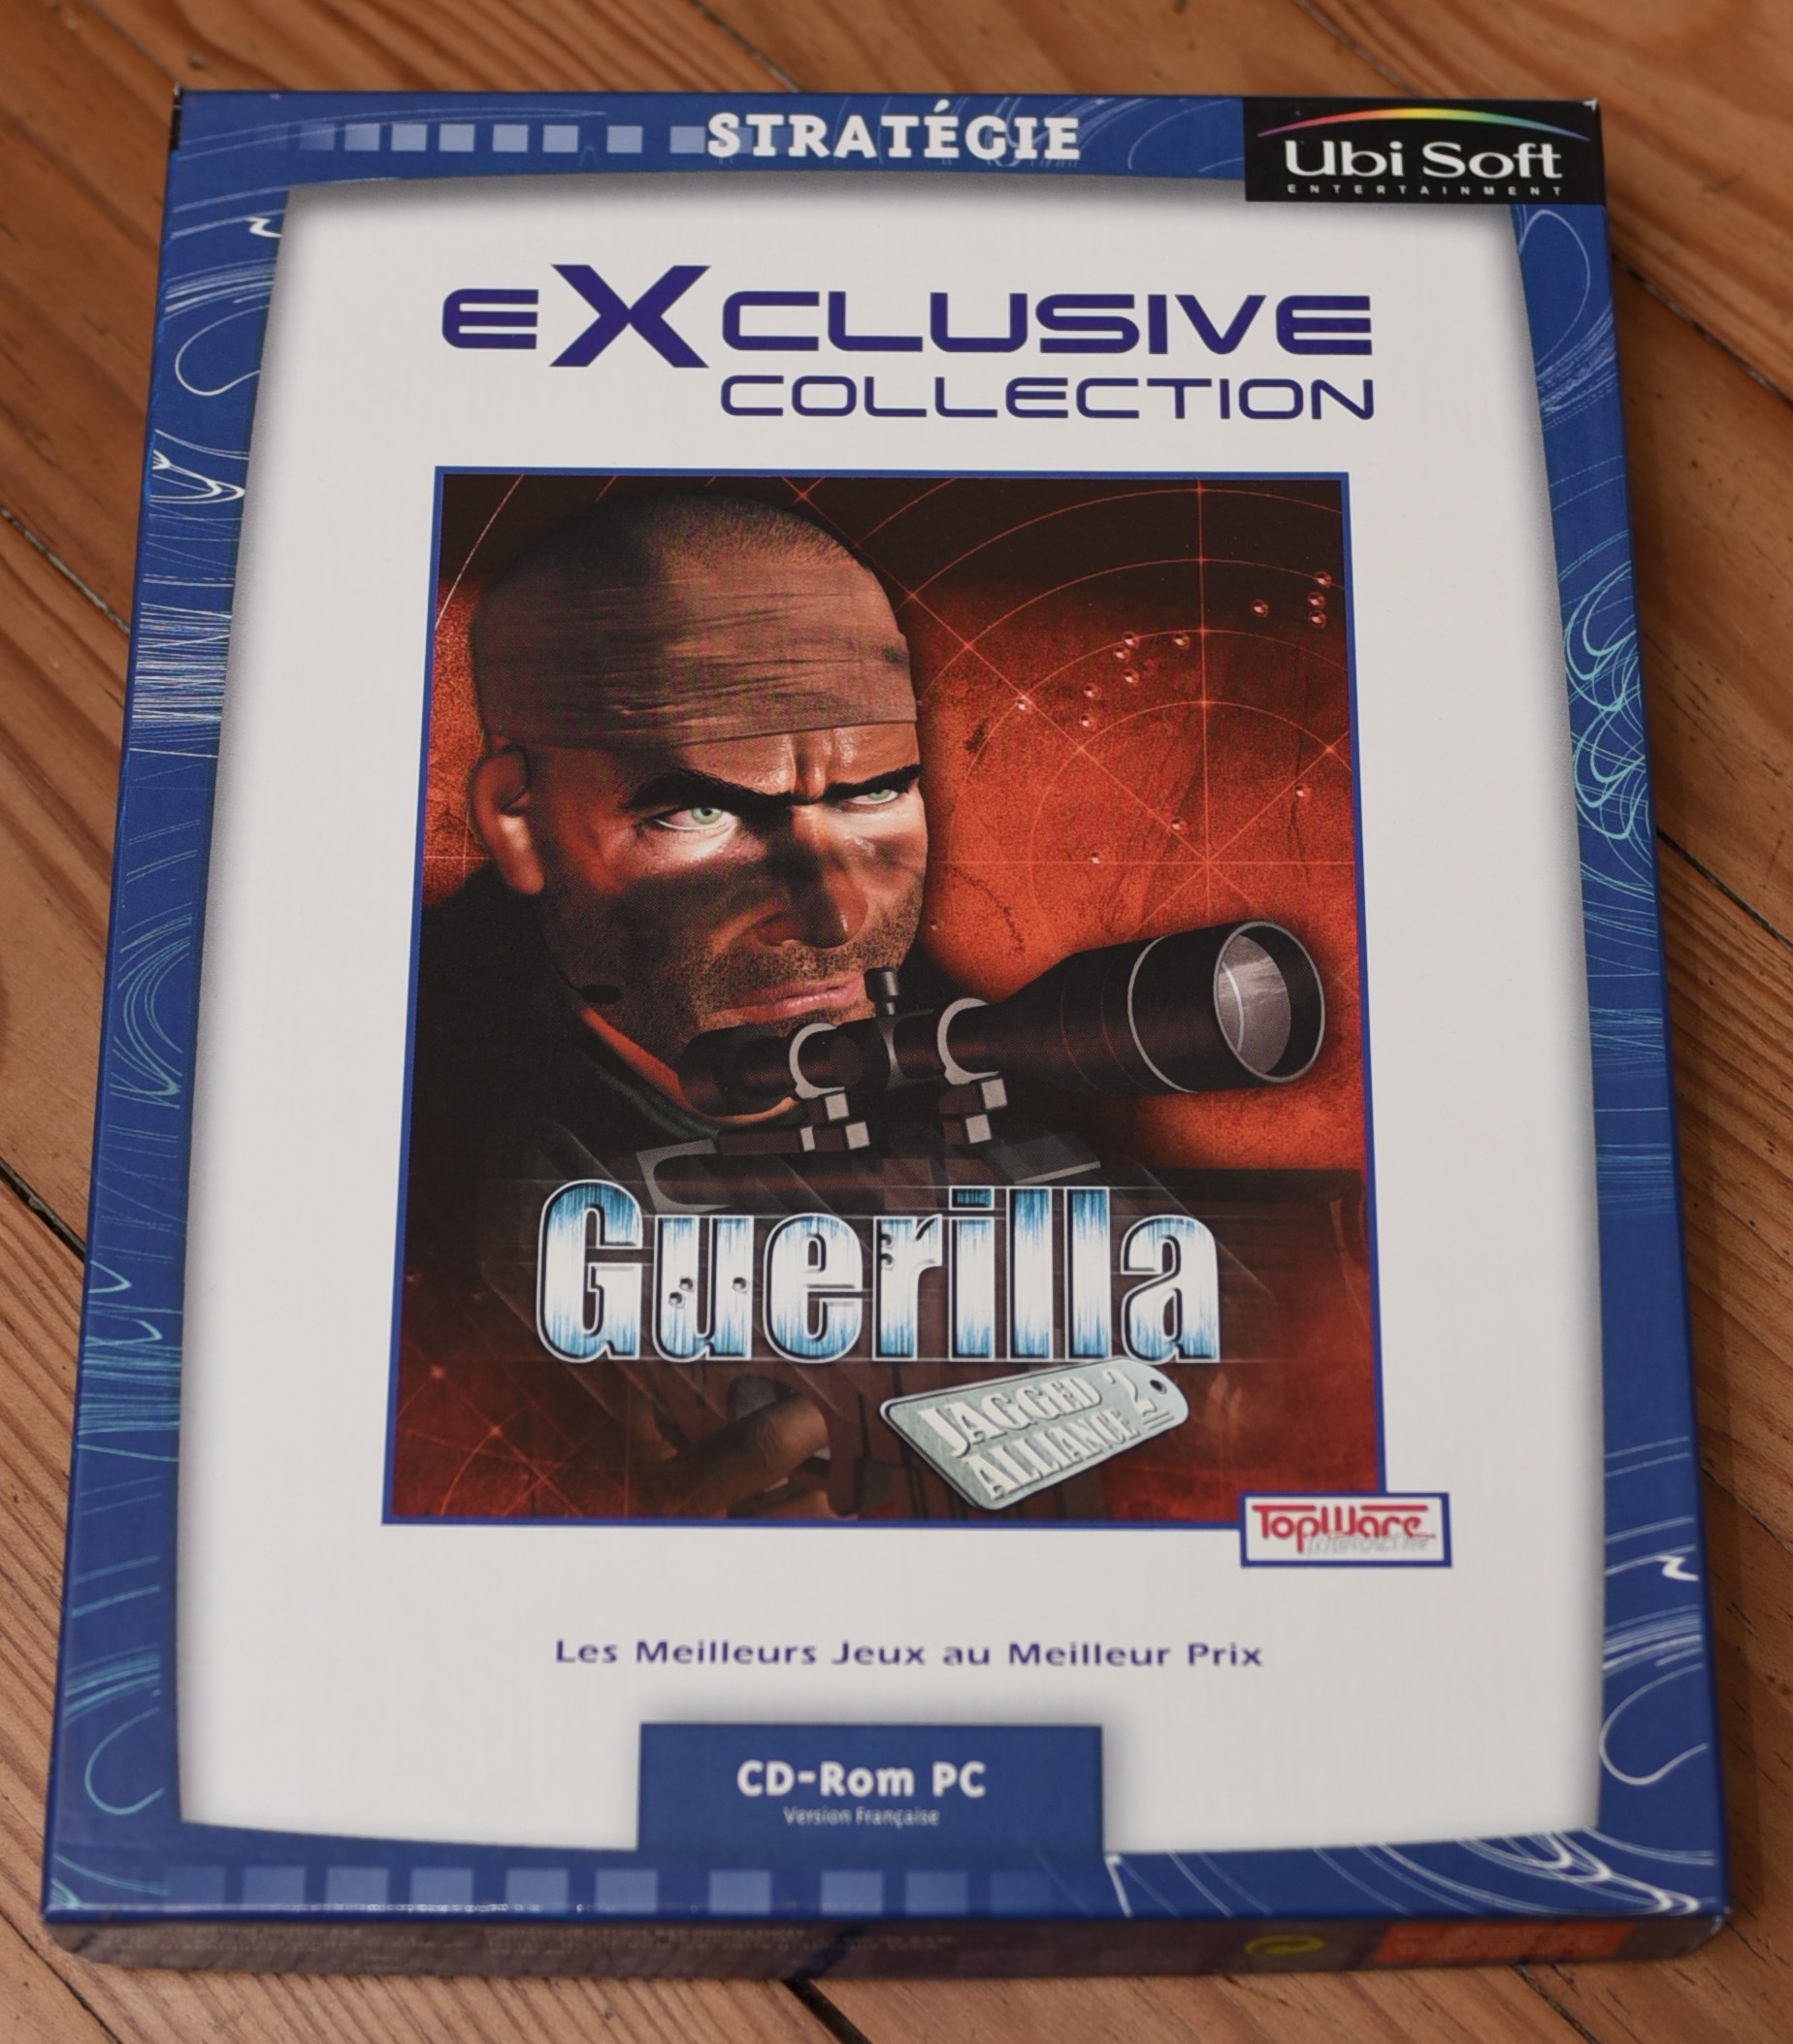 STRATÉGIE
Ubi Soft
ENTERTAINMENT
eXCLUSIVE
COLLECTION
Guerilla
JAGGED
ALLIANCE 2
TopWare
INTERACTIVE
Les Meilleurs Jeux au Meilleur Prix
CD-Rom PC
Version Française